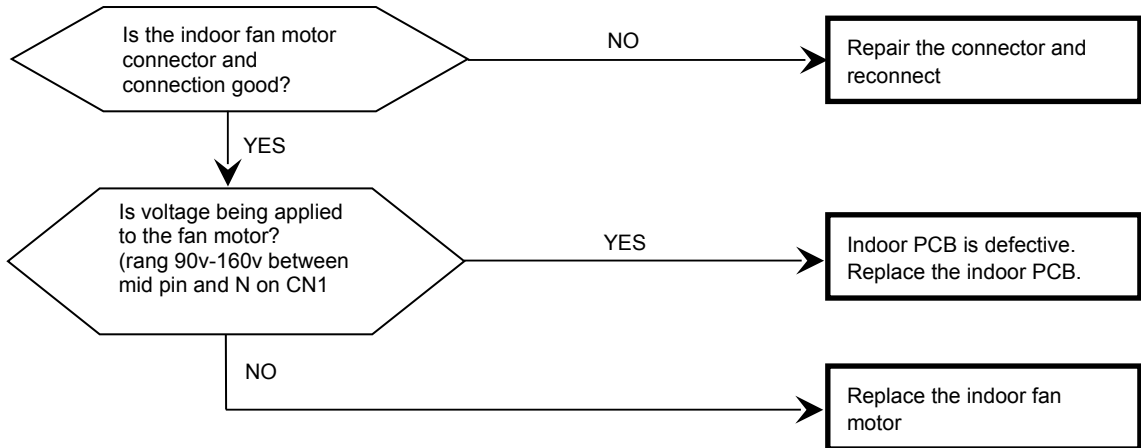 Is the indoor fan motor
connector and
connection good?
NO
Repair the connector and
reconnect
YES
Is voltage being applied
to the fan motor?
(rang 90v-160v between
mid pin and N on CN1
YES
Indoor PCB is defective.
Replace the indoor PCB.
NO
Replace the indoor fan
motor